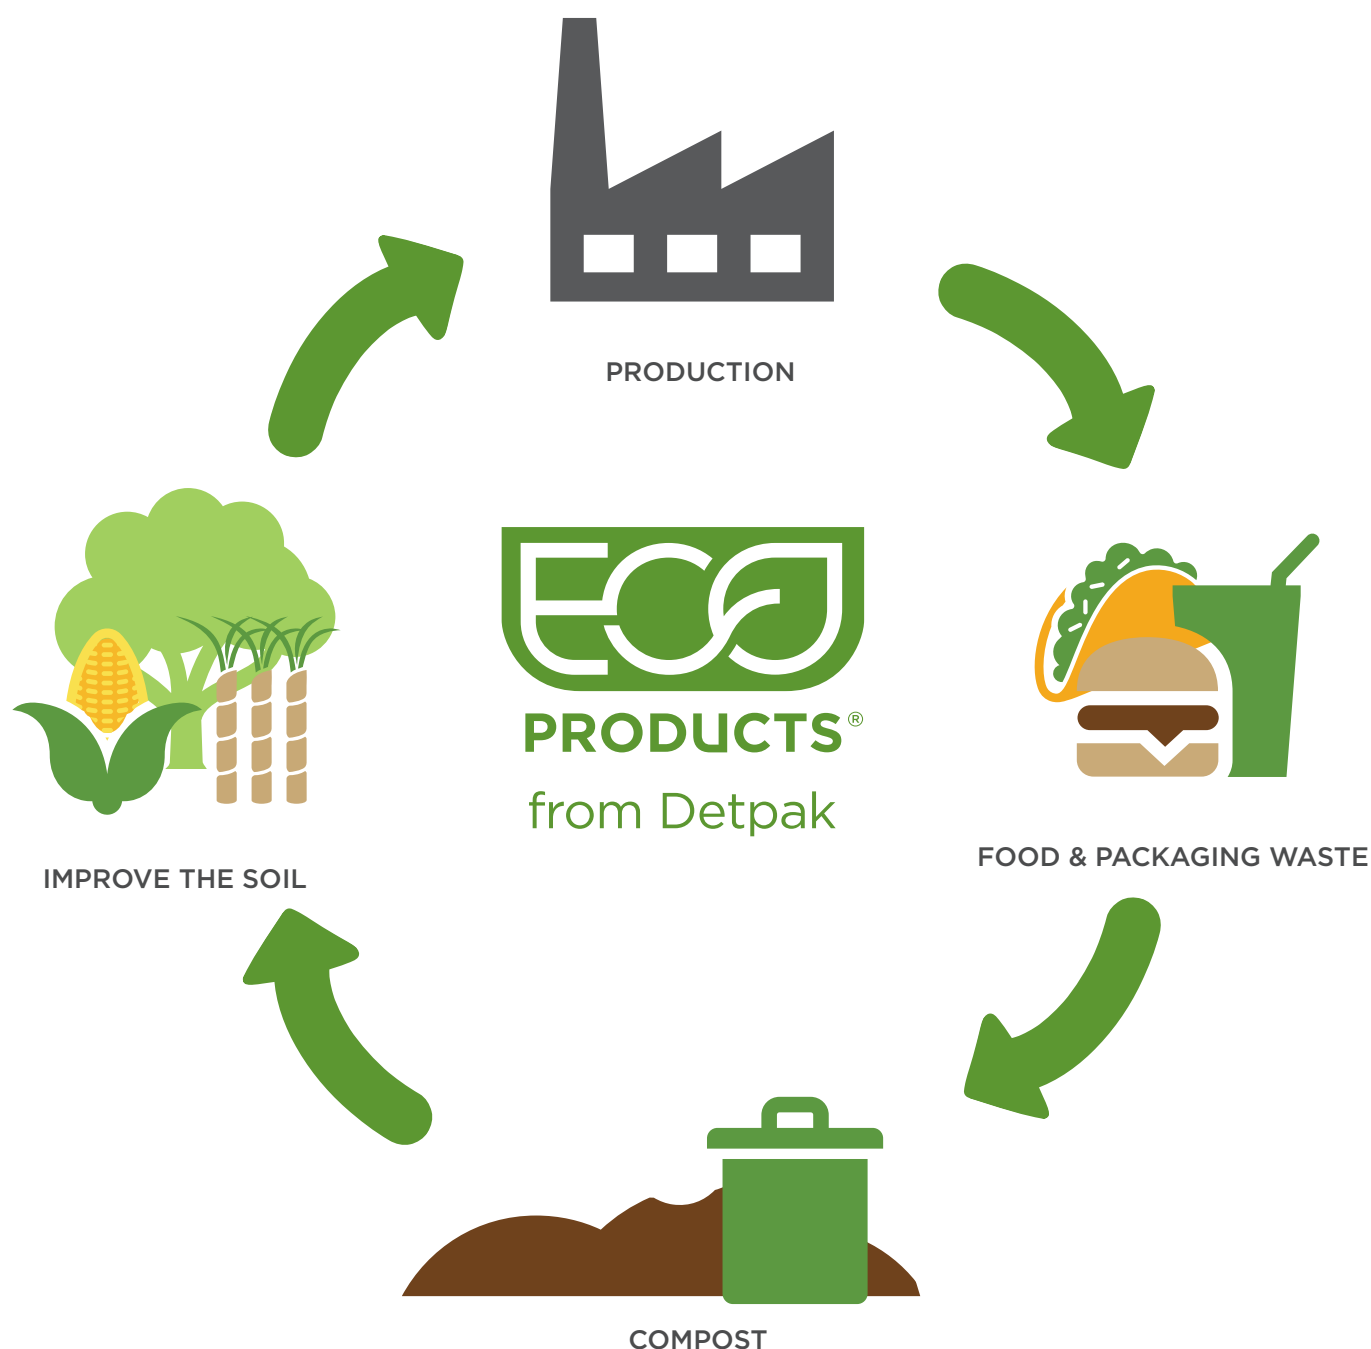 PRODUCTION
ECO
PRODUCTS®
from Detpak
FOOD & PACKAGING WASTE
IMPROVE THE SOIL
COMPOST